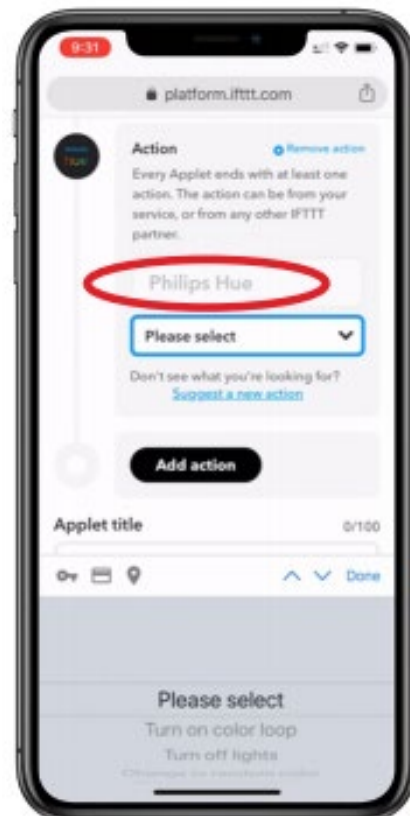 9:31
platform.ifttt.com
hue
Action
Remove action
Every Applet ends with at least one
action. The action can be from your
service, or from any other IFTTT
partner.
Philips Hue
Please select
Don't see what you're looking for?
Suggest a new action
Add action
Applet title
0/100
Done
Please select
Turn on color loop
Turn off lights